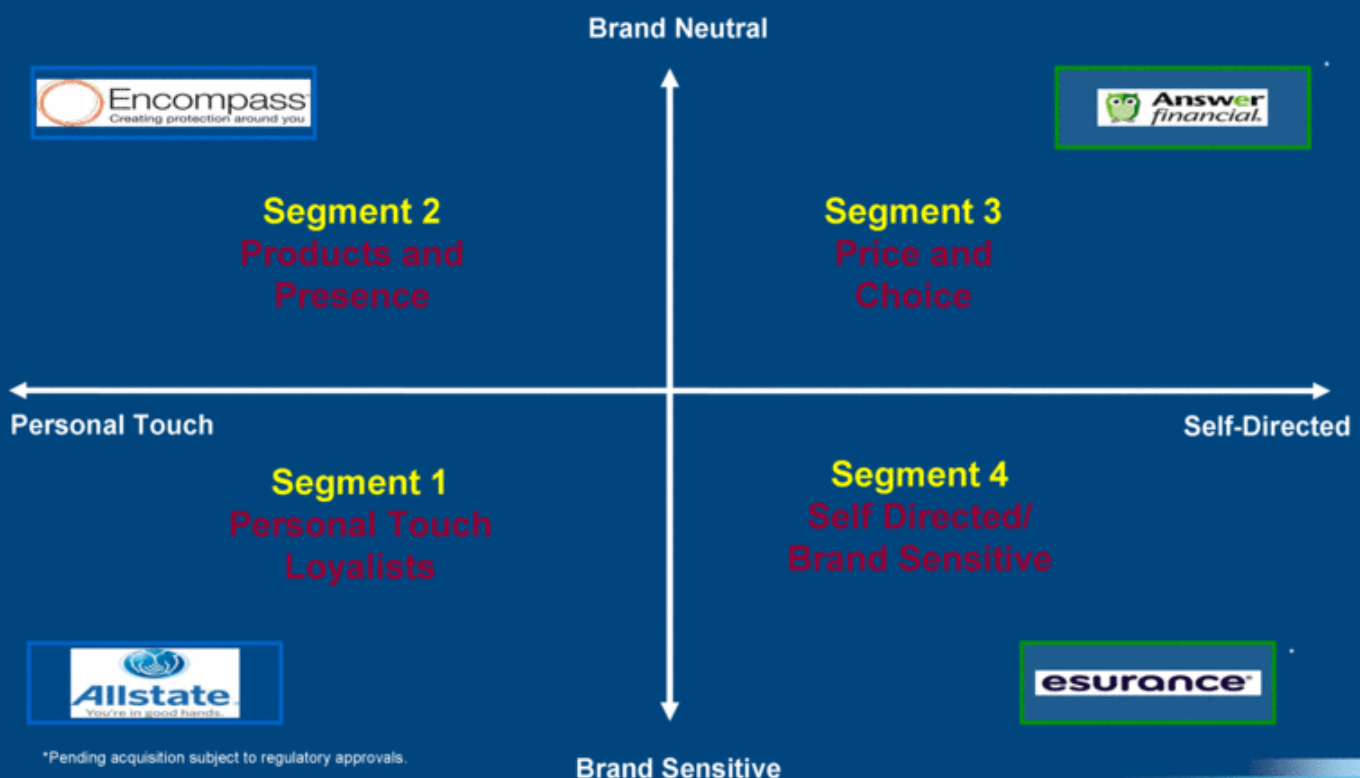 Brand Neutral
Encompass
Creating protection around you
Answer
financial.
Segment 2
Products and
Presence
Segment 3
Price and
Choice
Personal Touch
Self-Directed
Segment 1
Personal Touch
Loyalists
Segment 4
Self Directed/
Brand Sensitive
Allstate.
You're in good hands.
esurance
*Pending acquisition subject to regulatory approvals.
Brand Sensitive